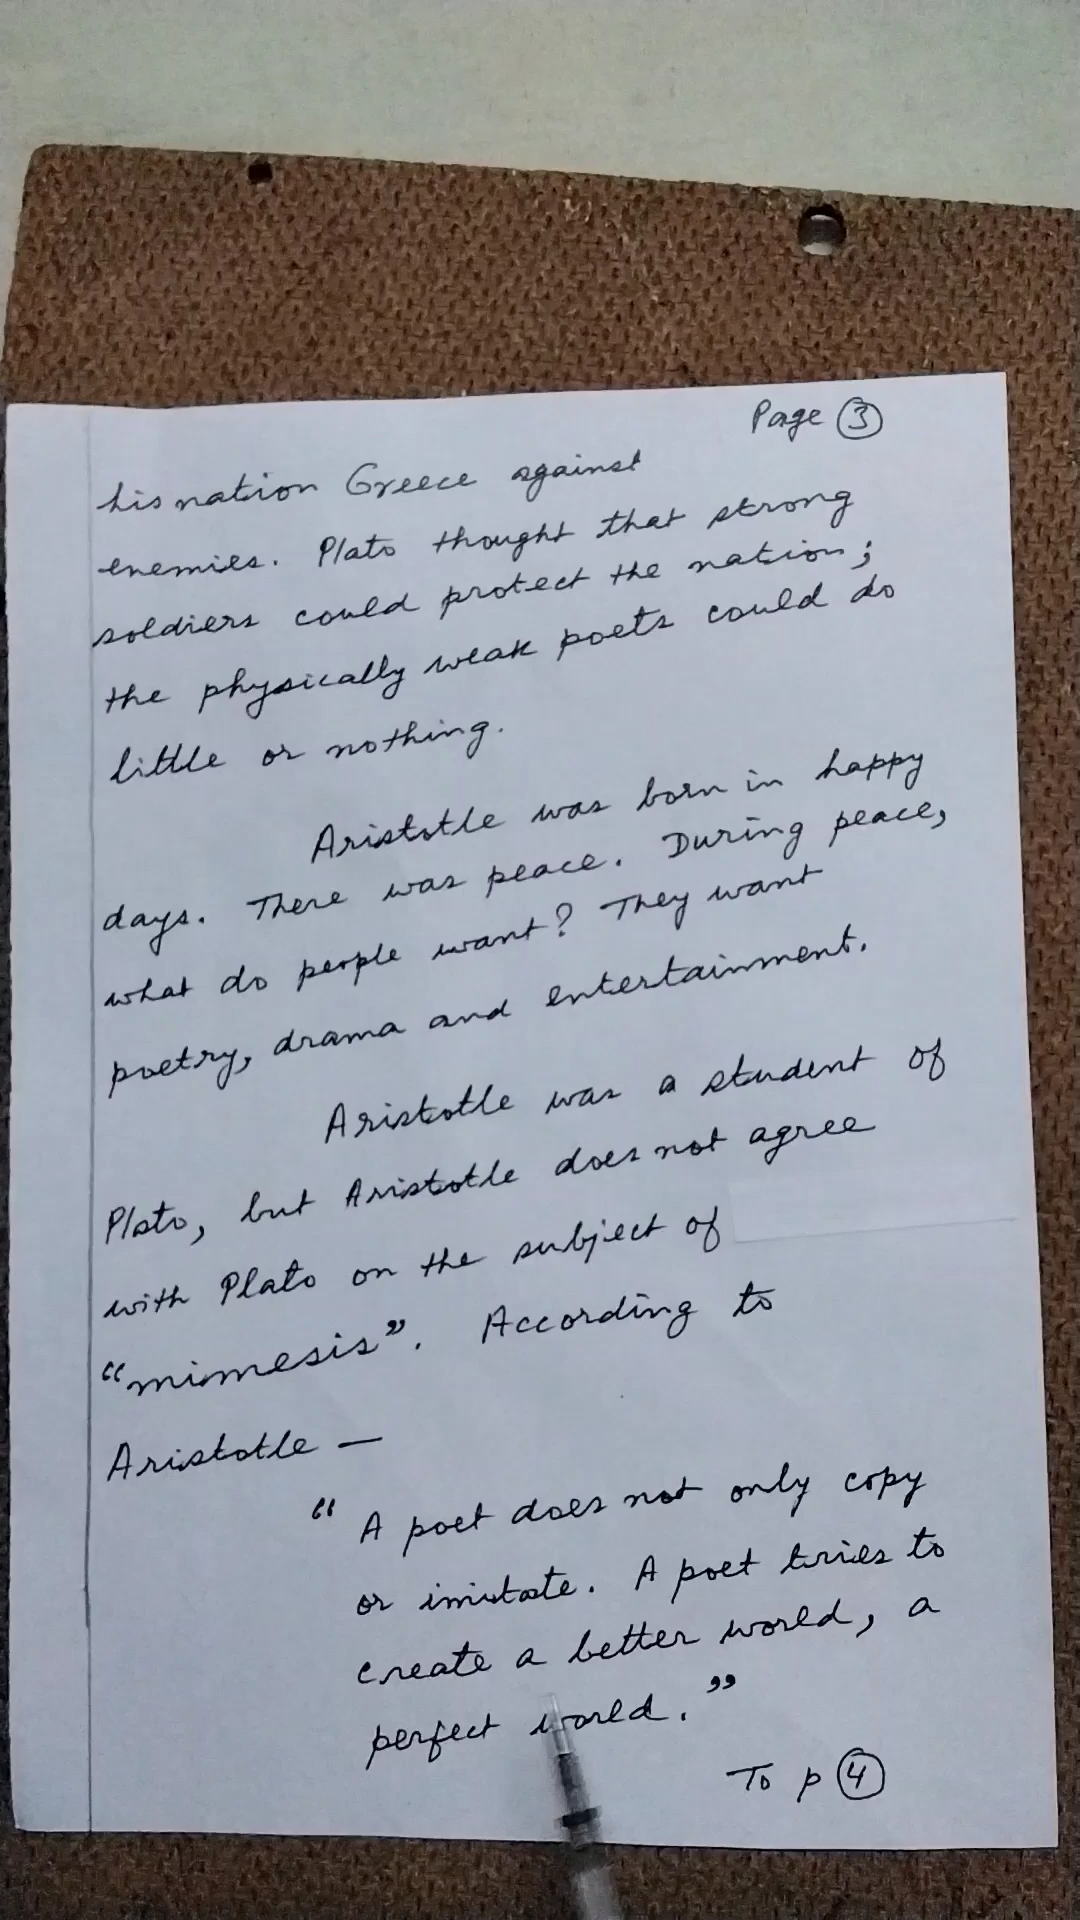 Page 3
his nation Greece against
enemies. Plato thought that strong
soldiers could protect the nation;
the physically weak poets could do
little or nothing.
Aristotle was born in happy
days. There was peace. During peace,
what do people want? They want
poetry, drama and entertainment.
Aristotle was a student of
Plato, but Aristotle does not agree
with Plato on the subject of
"mimesis". According to
Aristotle —
" A poet does not only copy
or imitate. A poet tries to
create a better world, a
perfect world."
To p 4